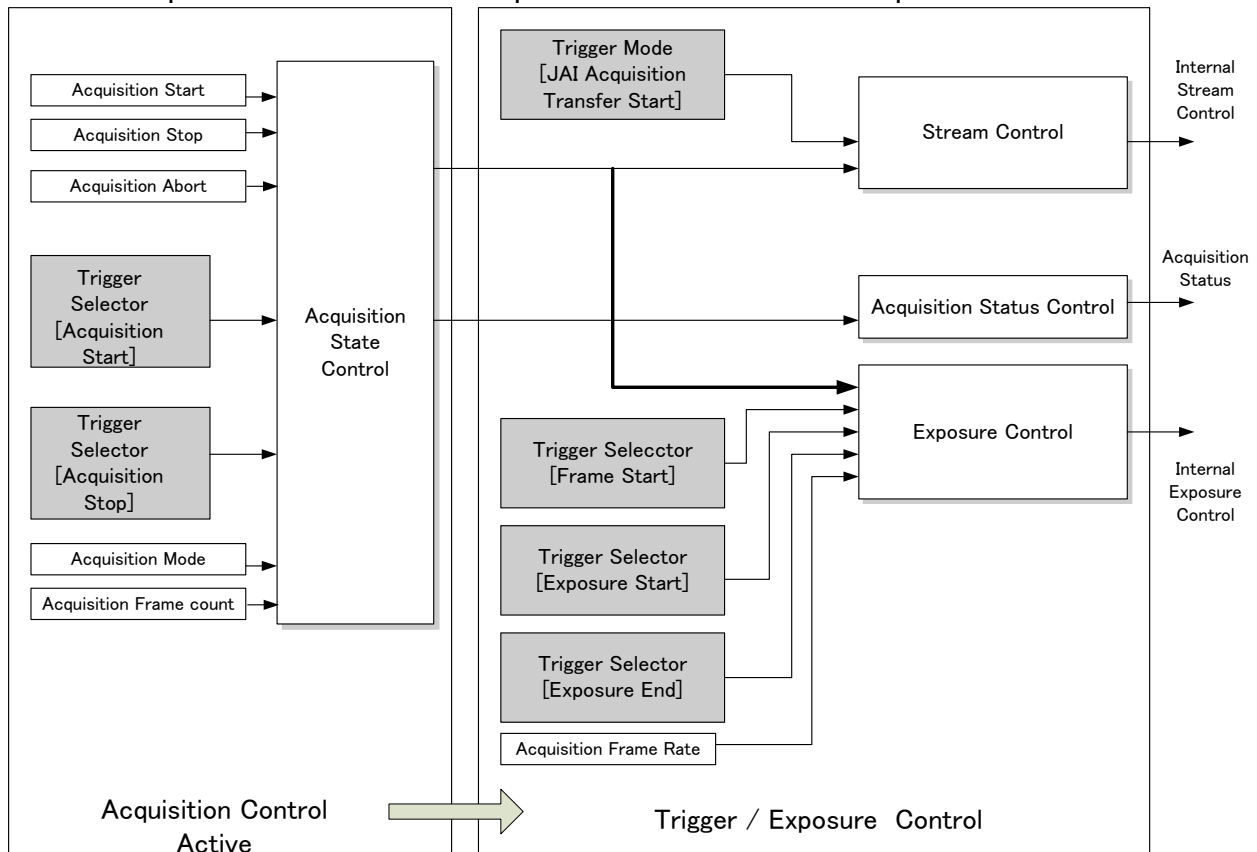 Acquisition Start
Acquisition Stop
Acquisition Abort
Trigger
Selector
[Acquisition
Start]
Trigger
Selector
[Acquisition
Stop]
Acquisition Mode
Acquisition Frame count
Acquisition
State
Control
Acquisition Control
Active
Trigger Mode
[JAI Acquisition
Transfer Start]
Stream Control
Acquisition Status Control
Exposure Control
Trigger Selecctor
[Frame Start]
Trigger Selector
[Exposure Start]
Trigger Selector
[Exposure End]
Acquisition Frame Rate
Trigger / Exposure Control
Internal
Stream
Control
Acquisition
Status
Internal
Exposure
Control